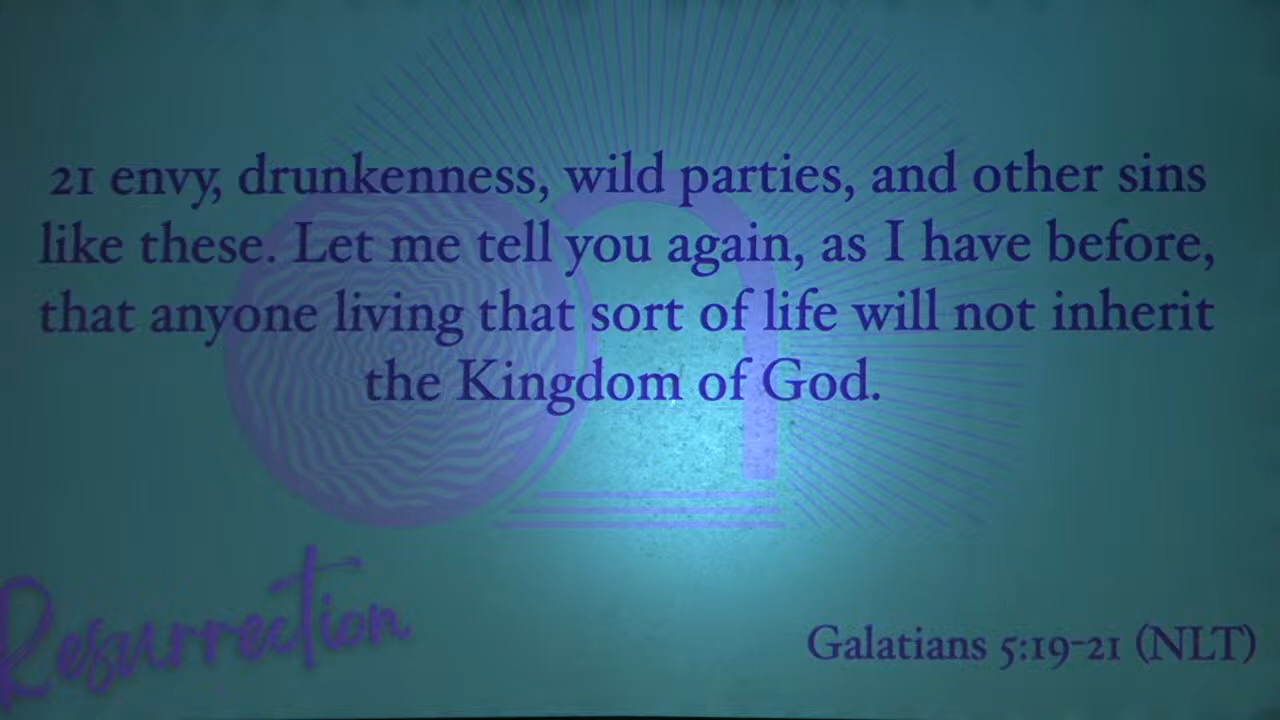 21 envy, drunkenness, wild parties, and other sins
like these. Let me tell you again, as I have before,
that anyone living that sort of life will not inherit
the Kingdom of God.
Resurrection
Galatians 5:19-21 (NLT)